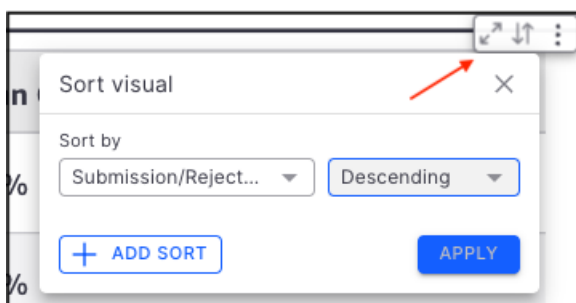 n
Sort visual
Sort by
Submission/Reject...
Descending
%
ADD SORT
APPLY
%